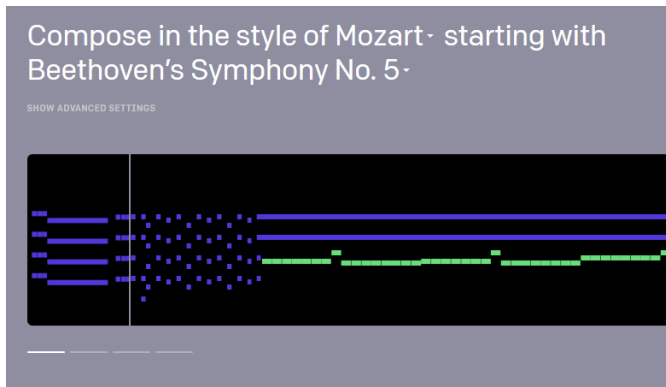 Compose in the style of Mozart starting with
Beethoven’s Symphony No. 5
SHOW ADVANCED SETTINGS